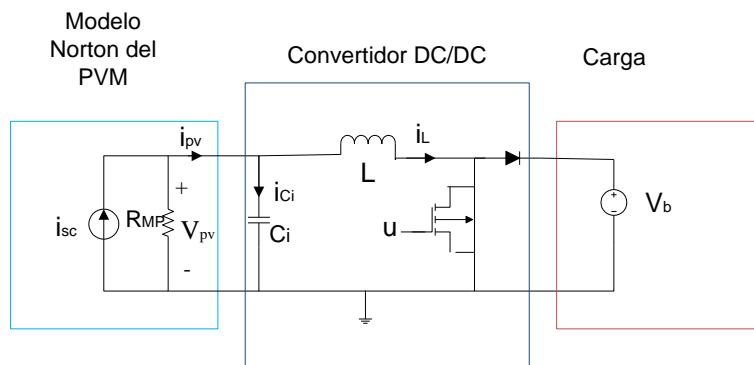 Modelo
Norton del
PVM
Convertidor DC/DC
Carga
ipv
iL
+
iCi
L
isc
RMP
Vpv
Ci
u
+
-
Vb
-